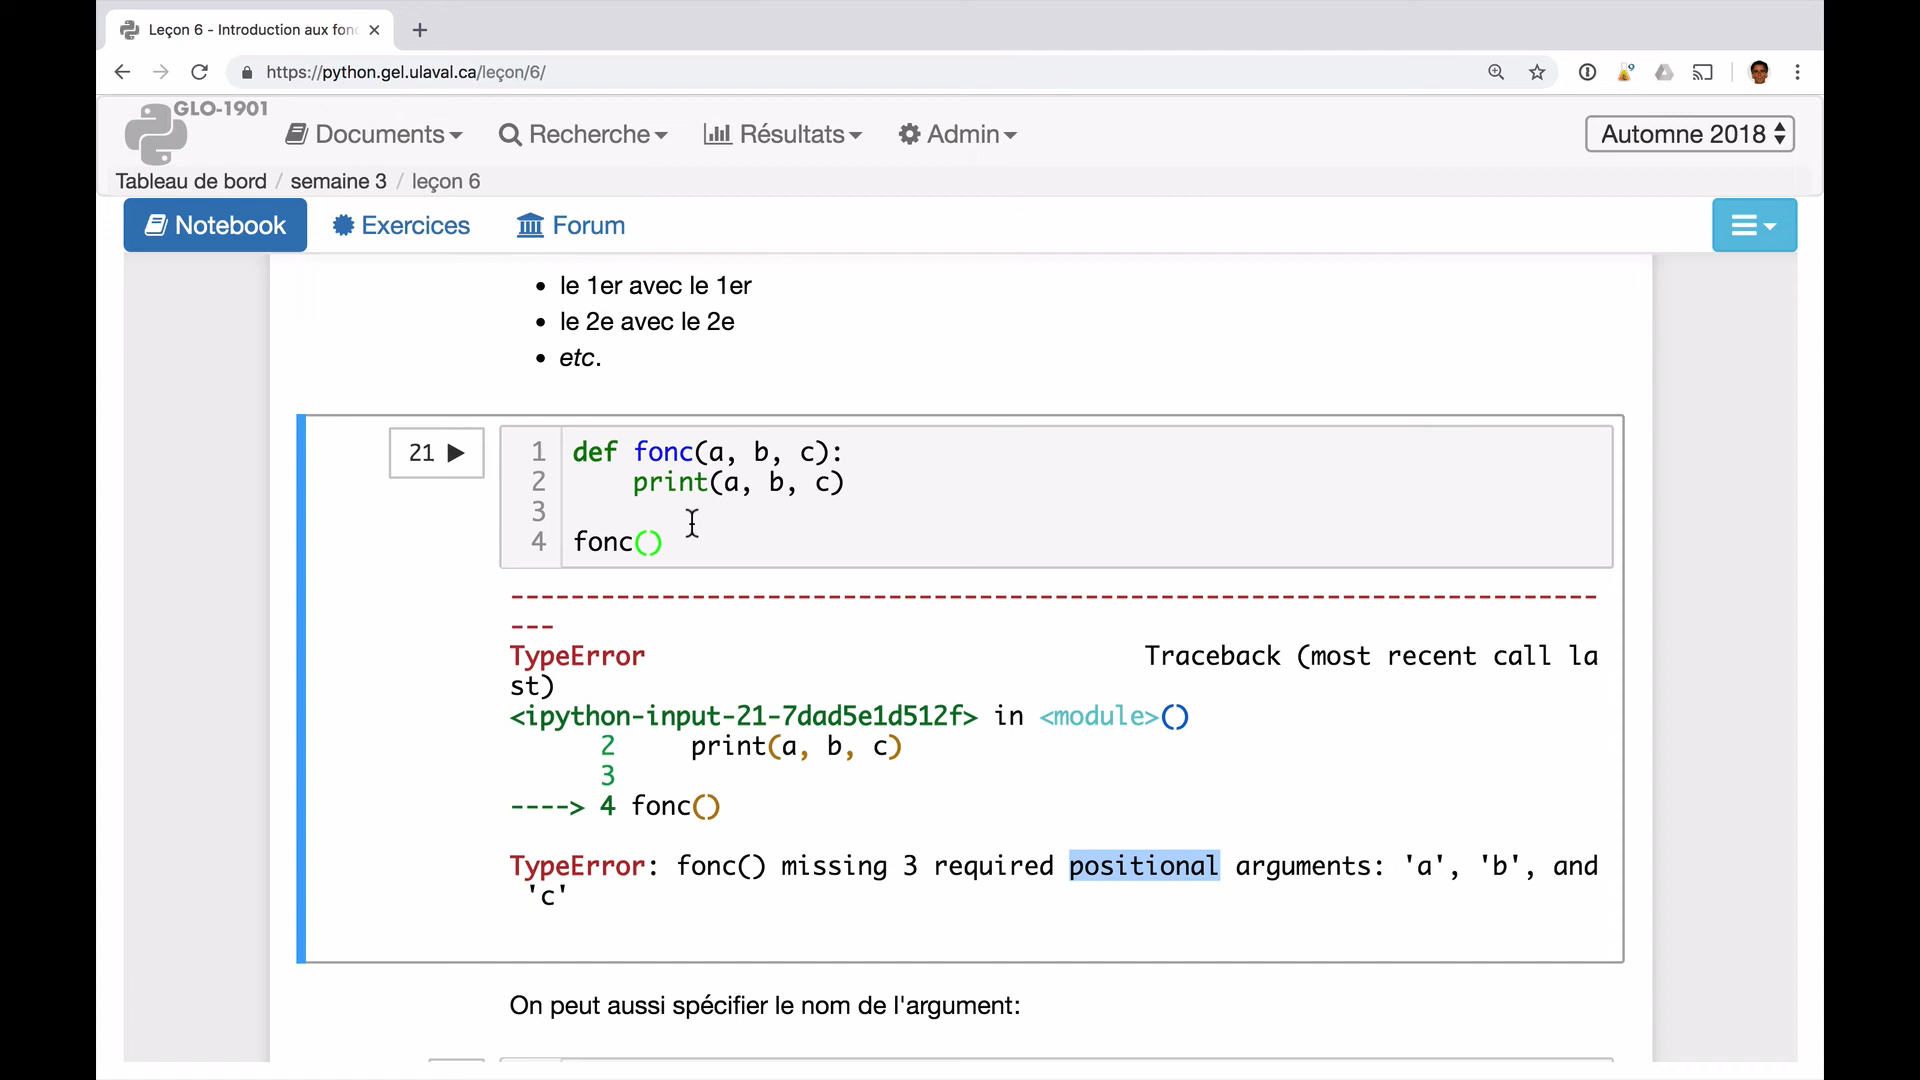 Leçon 6 - Introduction aux fon
https://python.gel.ulaval.ca/leçon/6/
GLO-1901
Documents
Recherche
Résultats
Admin
Automne 2018
Tableau de bord / semaine 3 / leçon 6
Notebook
Exercices
Forum
• le 1er avec le 1er
• le 2e avec le 2e
• etc.
21
1 def fonc(a, b, c):
2     print(a, b, c)
3
4 fonc()
------------------------------------------------------------------------
---
TypeError                                 Traceback (most recent call la
st)
<ipython-input-21-7dad5e1d512f> in <module>()
      2     print(a, b, c)
      3
----> 4 fonc()
TypeError: fonc() missing 3 required positional arguments: 'a', 'b', and
'c'
On peut aussi spécifier le nom de l'argument: